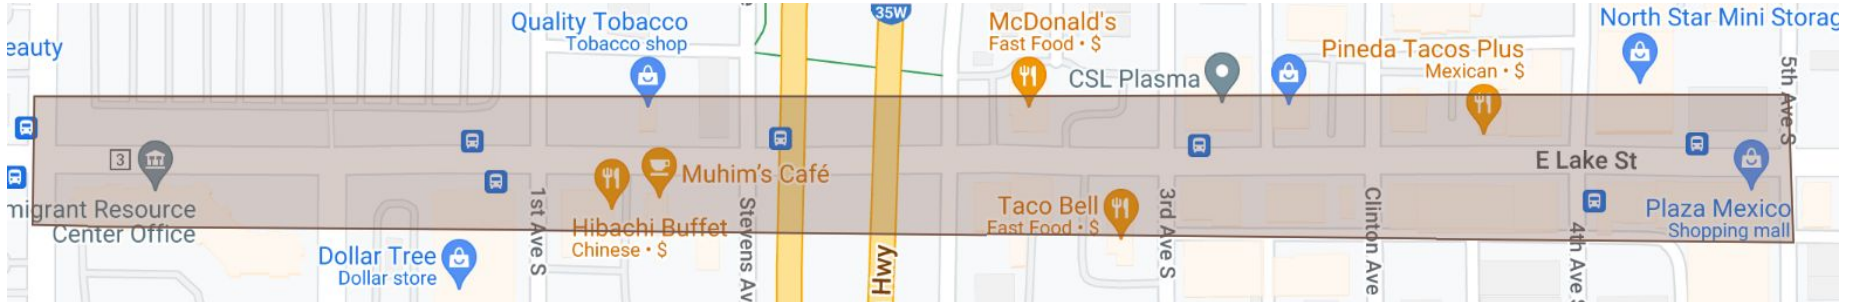 35W
Quality Tobacco
Tobacco shop
McDonald's
Fast Food • $
North Star Mini Storag
eauty
Pineda Tacos Plus
Mexican • $
CSL Plasma
5th Ave S
3
E Lake St
Muhim's Café
migrant Resource
Center Office
1st Ave S
Hibachi Buffet
Chinese • $
Stevens Av
Hwy
Taco Bell
Fast Food • $
3rd Ave S
Clinton Ave
4th Ave S
Plaza Mexico
Shopping mall
Dollar Tree
Dollar store